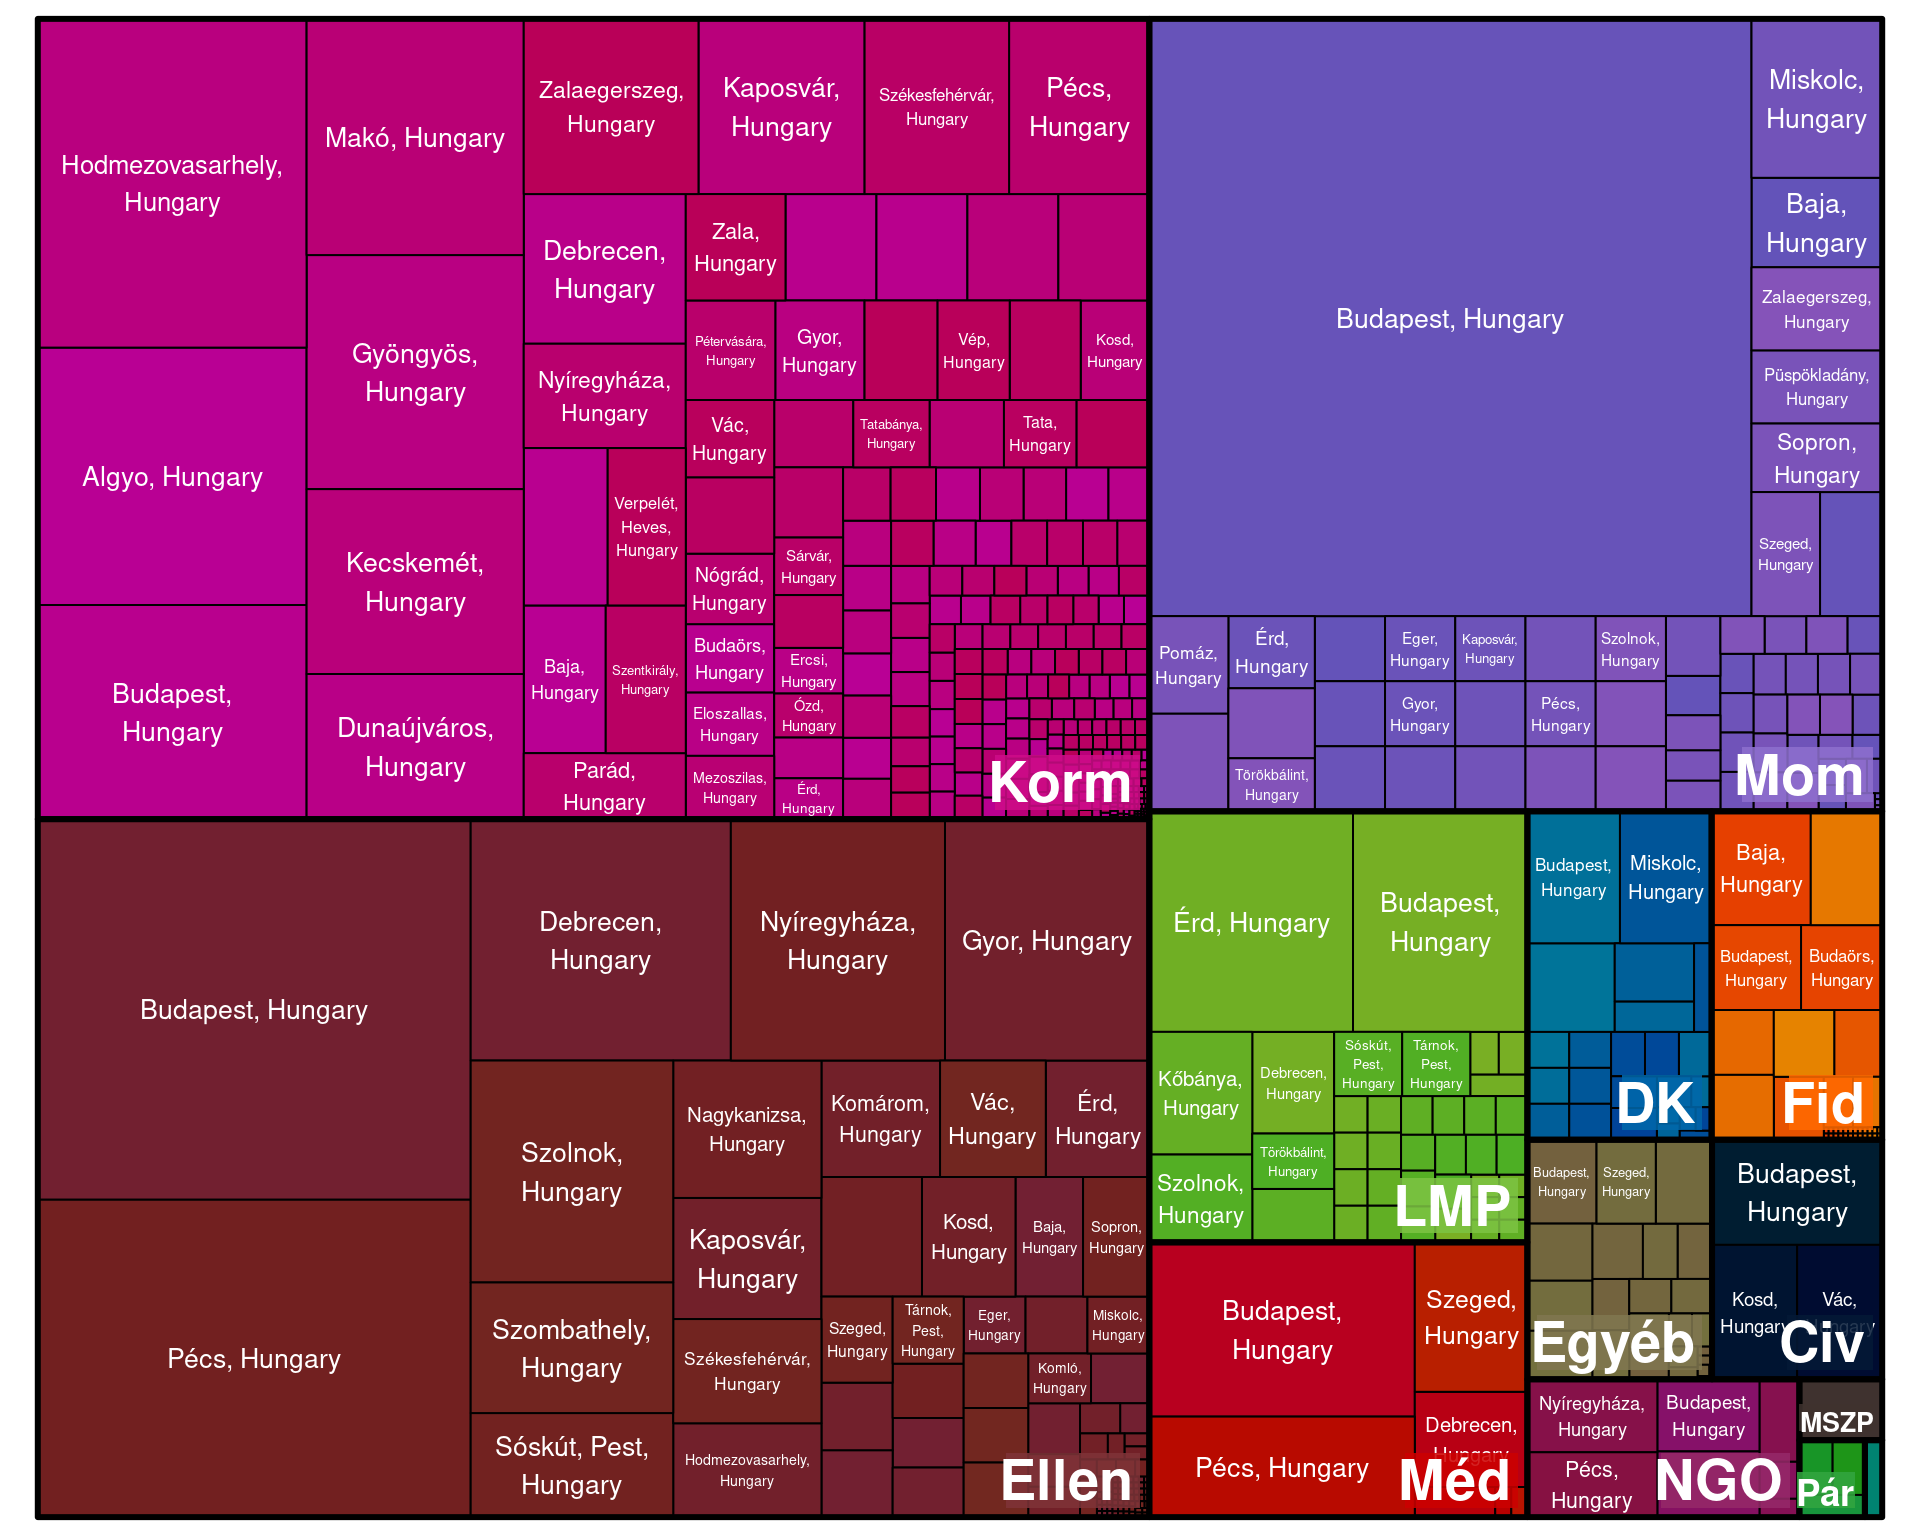 Hodmezovasarhely,
Hungary
Algyo, Hungary
Budapest,
Hungary
Makó, Hungary
Gyöngyös,
Hungary
Kecskemét,
Hungary
Dunaújváros,
Hungary
Zalaegerszeg,
Hungary
Kaposvár,
Hungary
Székesfehérvár,
Hungary
Pécs,
Hungary
Debrecen,
Hungary
Nyíregyháza,
Hungary
Verpelét,
Heves,
Hungary
Baja,
Hungary
Szentkirály,
Hungary
Parád,
Hungary
Zala,
Hungary
Pétervására,
Hungary
Gyor,
Hungary
Vép,
Hungary
Kosd,
Hungary
Vác,
Hungary
Tatabánya,
Hungary
Tata,
Hungary
Nógrád,
Hungary
Budaörs,
Hungary
Eloszallas,
Hungary
Mezoszilas,
Hungary
Sárvár,
Hungary
Ercsi,
Hungary
Ózd,
Hungary
Érd,
Hungary
Korm
Budapest, Hungary
Miskolc,
Hungary
Baja,
Hungary
Zalaegerszeg,
Hungary
Püspökladány,
Hungary
Sopron,
Hungary
Szeged,
Hungary
Pomáz,
Hungary
Érd,
Hungary
Törökbálint,
Hungary
Eger,
Hungary
Kaposvár,
Hungary
Szolnok,
Hungary
Gyor,
Hungary
Pécs,
Hungary
Mom
Budapest, Hungary
Pécs, Hungary
Debrecen,
Hungary
Nyíregyháza,
Hungary
Gyor, Hungary
Szolnok,
Hungary
Szombathely,
Hungary
Sóskút, Pest,
Hungary
Nagykanizsa,
Hungary
Kaposvár,
Hungary
Székesfehérvár,
Hungary
Hodmezovasarhely,
Hungary
Komárom,
Hungary
Vác,
Hungary
Érd,
Hungary
Kosd,
Hungary
Baja,
Hungary
Sopron,
Hungary
Szeged,
Hungary
Tárnok,
Pest,
Hungary
Eger,
Hungary
Miskolc,
Hungary
Komló,
Hungary
Ellen
Érd, Hungary
Budapest,
Hungary
Kőbánya,
Hungary
Szolnok,
Hungary
Debrecen,
Hungary
Törökbálint,
Hungary
Sóskút,
Pest,
Hungary
Tárnok,
Pest,
Hungary
LMP
Budapest,
Hungary
Pécs, Hungary
Szeged,
Hungary
Debrecen,
Hungary
Méd
Budapest,
Hungary
Miskolc,
Hungary
DK
Baja,
Hungary
Budapest,
Hungary
Budaörs,
Hungary
Fid
Budapest,
Hungary
Szeged,
Hungary
Egyéb
Budapest,
Hungary
Kosd,
Hungary
Vác,
Hungary
Civ
Nyíregyháza,
Hungary
Pécs,
Hungary
Budapest,
Hungary
NGO
MSZP
Pár